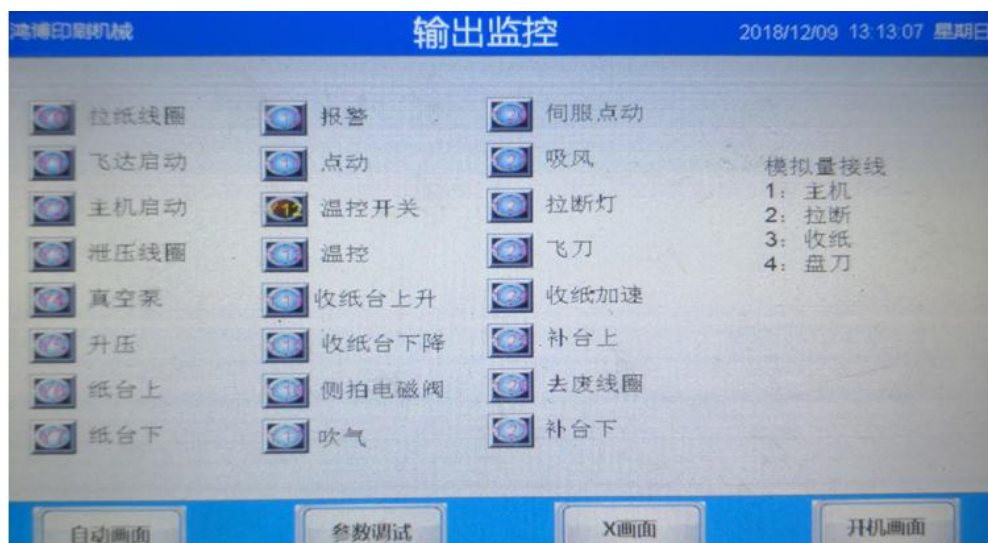 鸿博印刷机械
输出监控
2018/12/09 13:13:07 星期日
拉纸线圈
飞达启动
主机启动
泄压线圈
真空泵
升压
纸台上
纸台下
报警
点动
温控开关
温控
收纸台上升
收纸台下降
侧拍电磁阀
吹气
伺服点动
吸风
拉断灯
飞刀
收纸加速
补台上
去废线圈
补台下
模拟量接线
1: 主机
2: 拉断
3: 收纸
4: 盘刀
自动画面
参数调试
X画面
开机画面